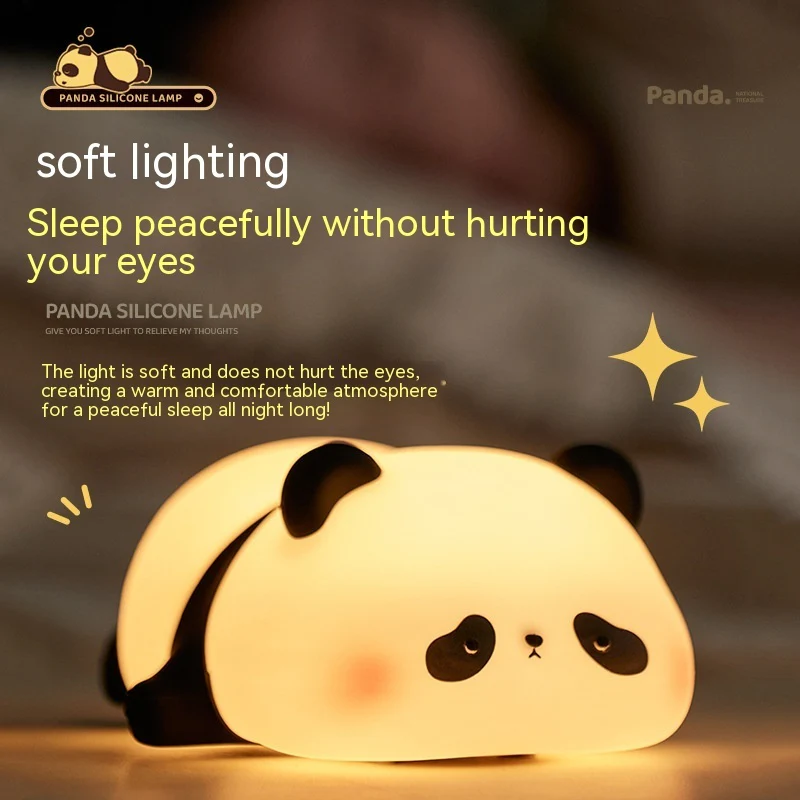 PANDA SILICONE LAMP
Panda.
NATIONAL
TREASURE
soft lighting
Sleep peacefully without hurting
your eyes
PANDA SILICONE LAMP
GIVE YOU SOFT LIGHT TO RELIEVE MY THOUGHTS
The light is soft and does not hurt the eyes,
creating a warm and comfortable atmosphere
for a peaceful sleep all night long!